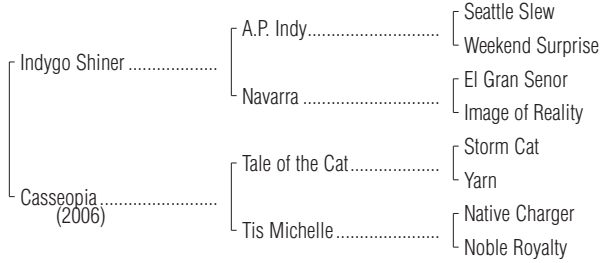 Seattle Slew
A.P. Indy
Weekend Surprise
Indygo Shiner
El Gran Senor
Navarra
Image of Reality
Storm Cat
Tale of the Cat
Yarn
Casseopia
(2006)
Native Charger
Tis Michelle
Noble Royalty